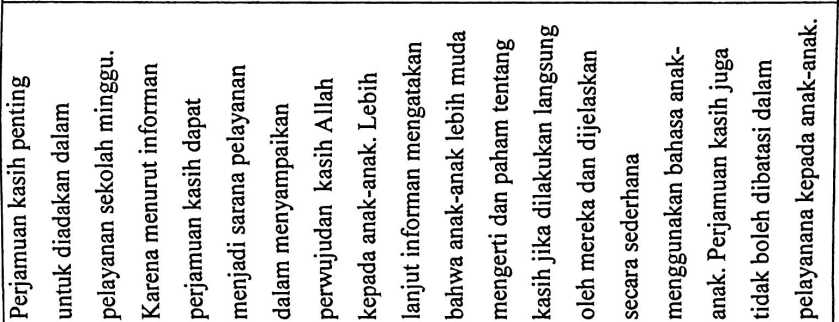 Perjamuan kasih penting
untuk diadakan dalam
pelayanan sekolah minggu.
Karena menurut informan
perjamuan kasih dapat
menjadi sarana pelayanan
dalam menyampaikan
perwujudan kasih Allah
kepada anak-anak. Lebih
lanjut informan mengatakan
bahwa anak-anak lebih muda
mengerti dan paham tentang
kasih jika dilakukan langsung
oleh mereka dan dijelaskan
secara sederhana
menggunakan bahasa anak-
anak. Perjamuan kasih juga
tidak boleh dibatasi dalam
pelayanana kepada anak-anak.